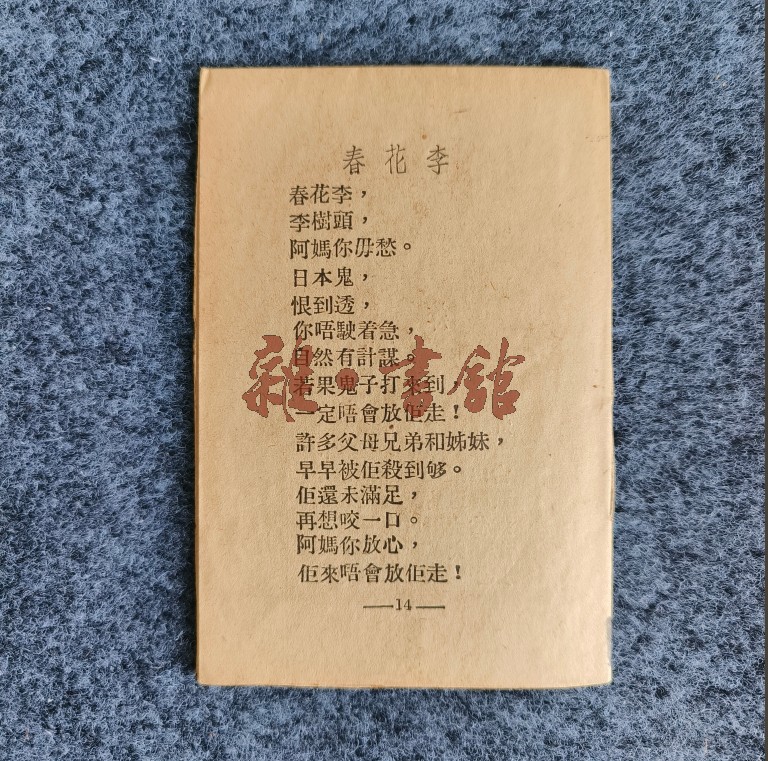 春花李
春花李，
李樹頭，
阿媽你毋愁。
日本鬼，
恨到透，
你唔駛着急，
自然有計謀。
若果鬼子打來到，
一定唔會放佢走！
許多父母兄弟和姊妹，
早早被佢殺到够。
佢還未滿足，
再想咬一口。
阿媽你放心，
佢來唔會放佢走！
—14—
雜·書館